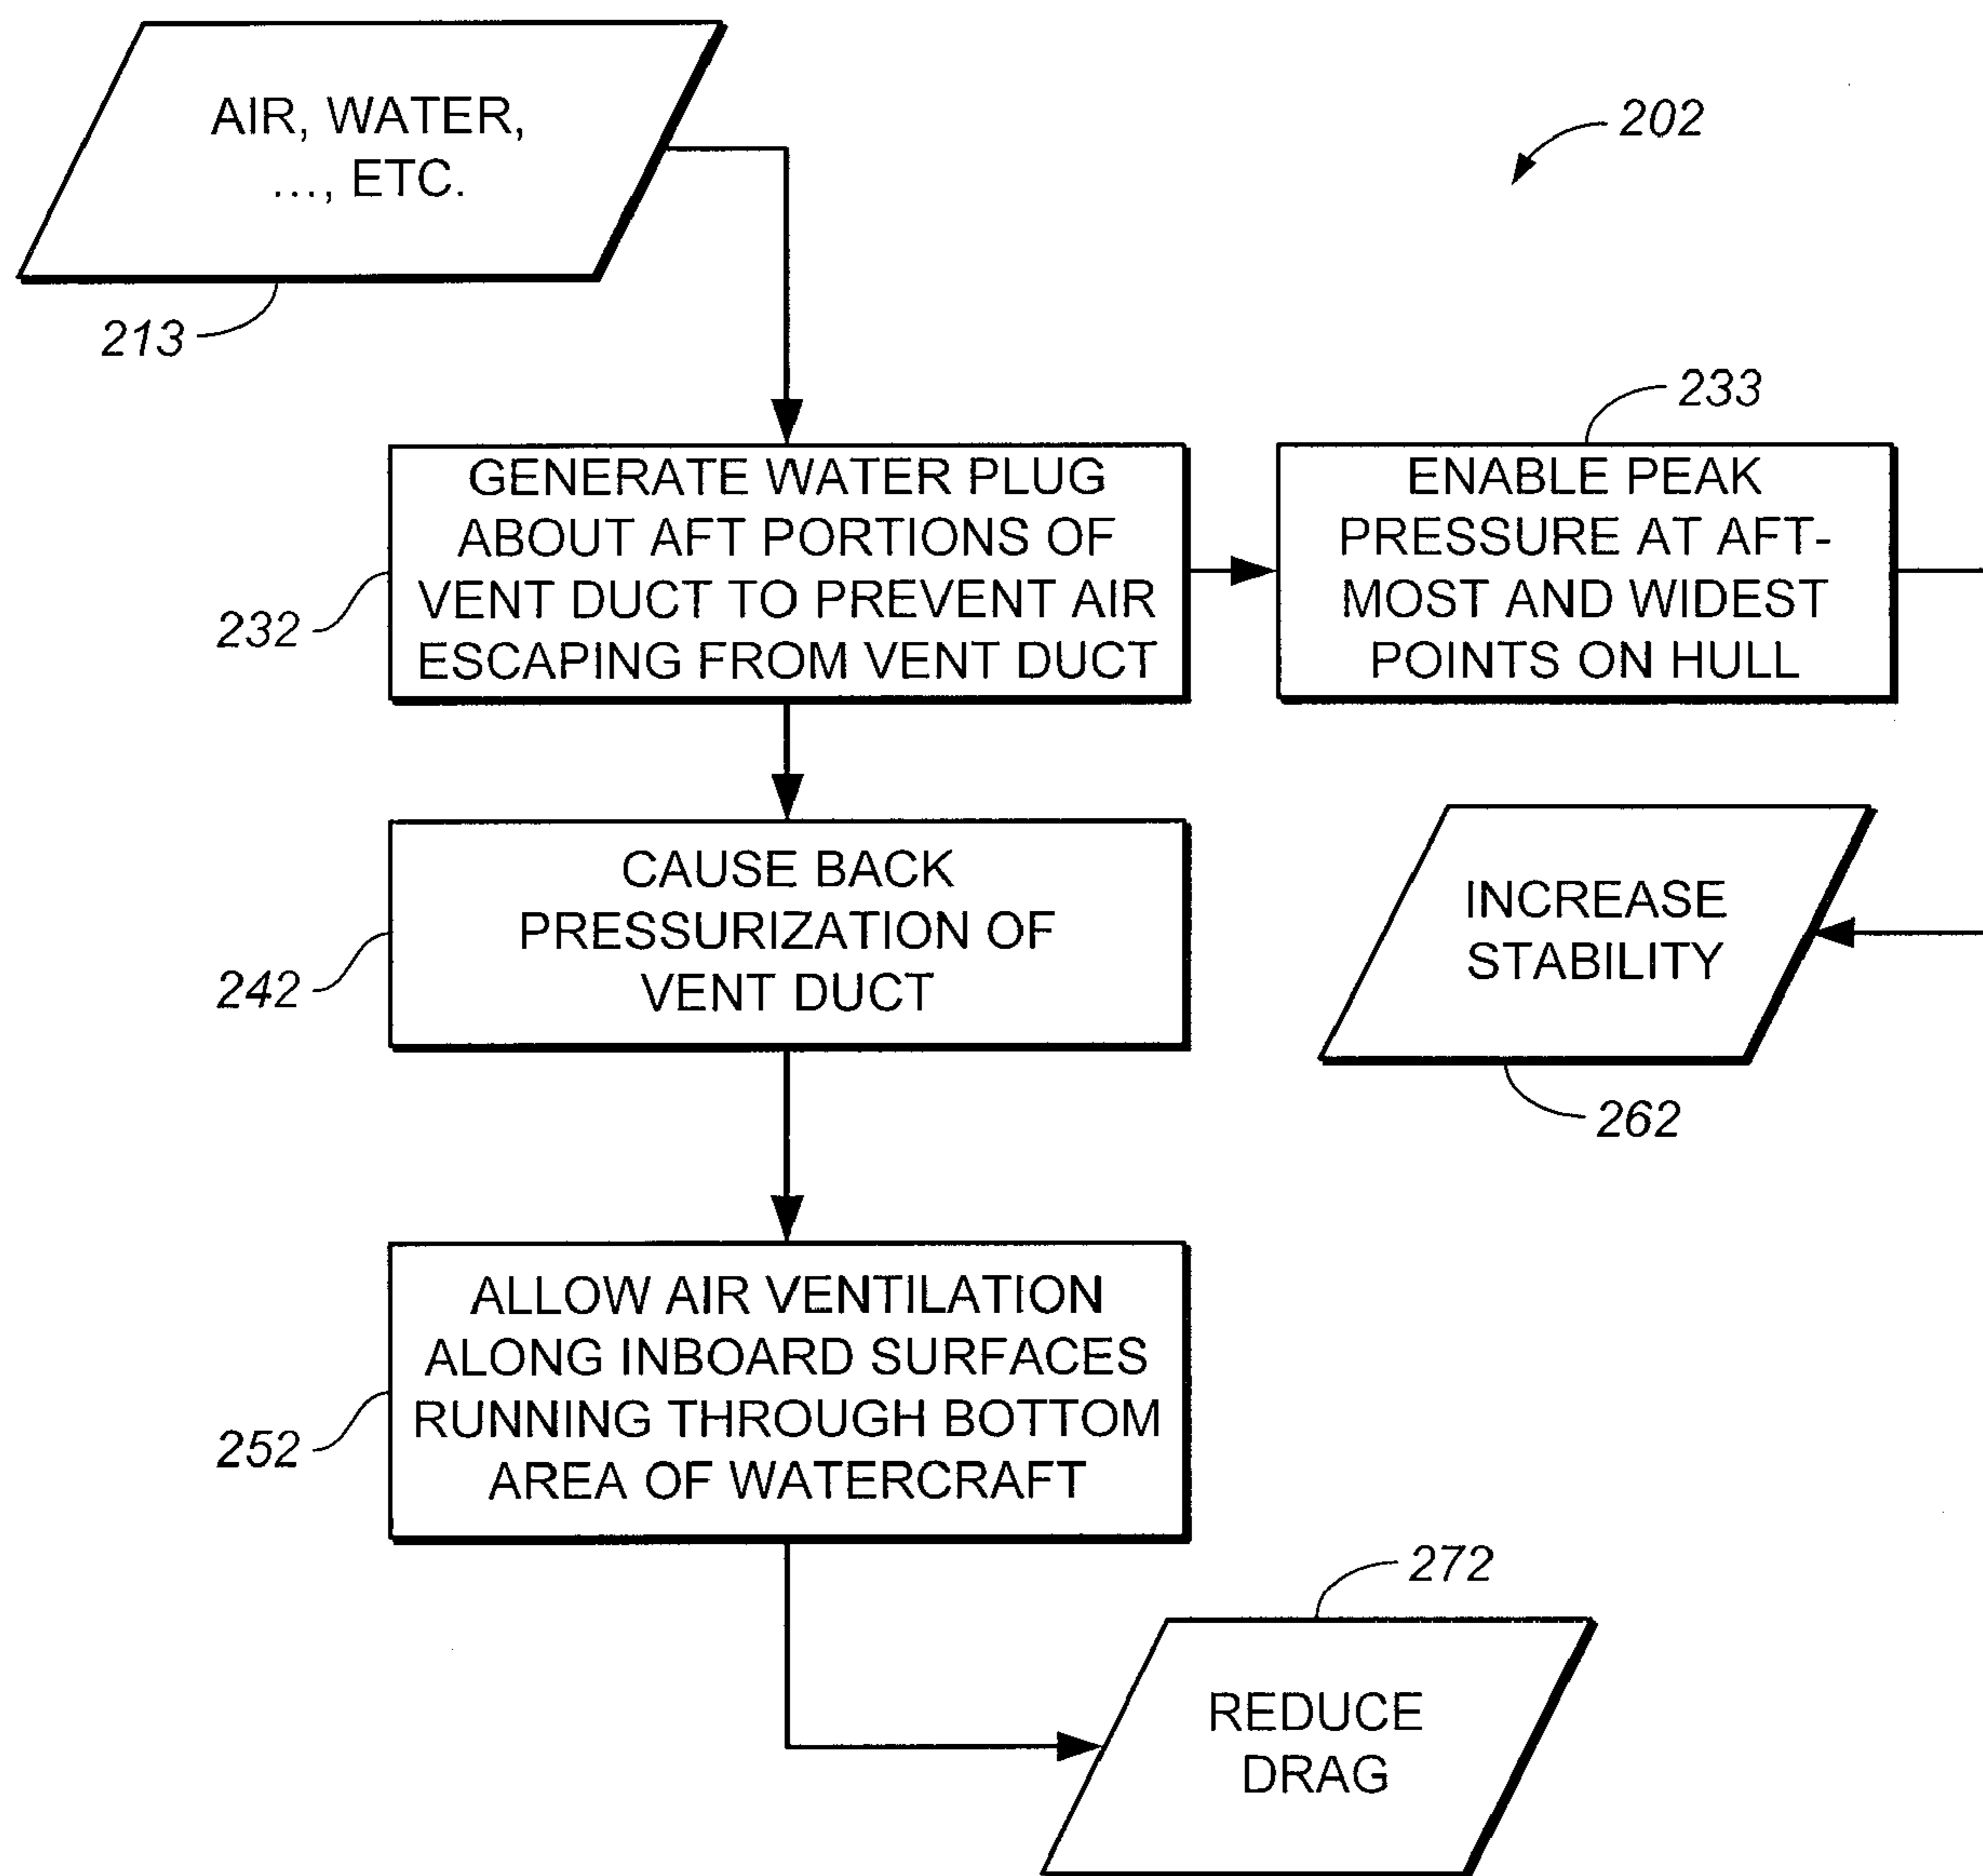 AIR, WATER,
..., ETC.
202
213
233
GENERATE WATER PLUG
ABOUT AFT PORTIONS OF
VENT DUCT TO PREVENT AIR
ESCAPING FROM VENT DUCT
232
ENABLE PEAK
PRESSURE AT AFT-
MOST AND WIDEST
POINTS ON HULL
CAUSE BACK
PRESSURIZATION OF
VENT DUCT
242
INCREASE
STABILITY
262
ALLOW AIR VENTILATION
ALONG INBOARD SURFACES
RUNNING THROUGH BOTTOM
AREA OF WATERCRAFT
252
272
REDUCE
DRAG